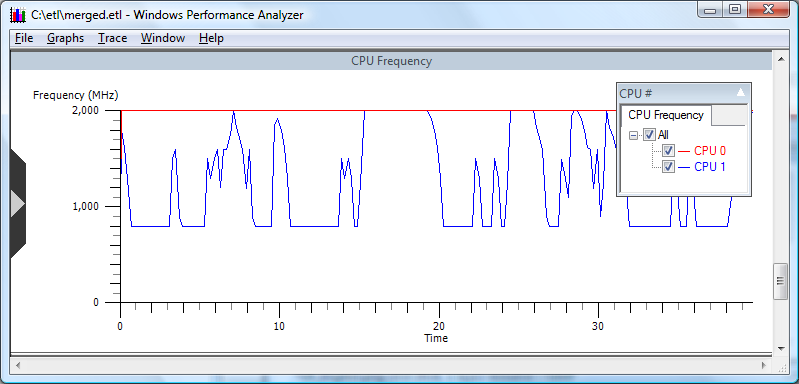 C:\etl\merged.etl - Windows Performance Analyzer
File Graphs Trace Window Help
CPU Frequency
Frequency (MHz)
CPU #
CPU Frequency
All
CPU 0
CPU 1
2,000
1,000
0
0 10 20 30
Time